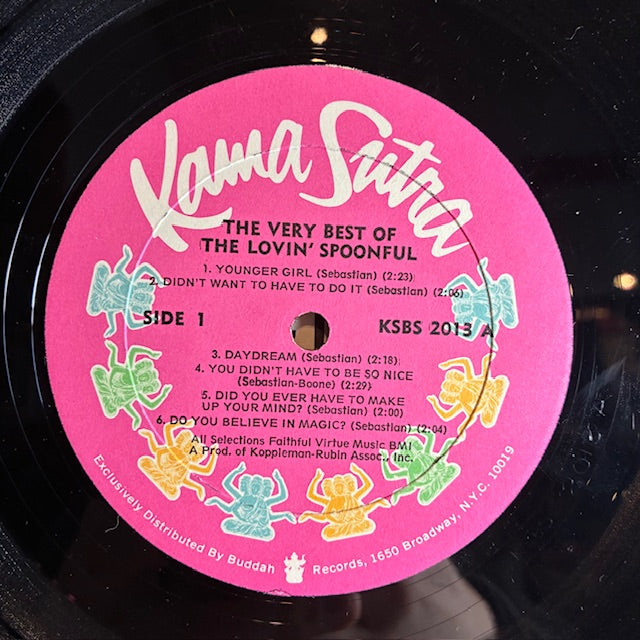 Kama Sutra
THE VERY BEST OF
THE LOVIN' SPOONFUL
1. YOUNGER GIRL (Sebastian) (2:23)
2. DIDN'T WANT TO HAVE TO DO IT (Sebastian) (2:06)
SIDE 1
KSBS 2013 A
3. DAYDREAM (Sebastian) (2:18)
4. YOU DIDN'T HAVE TO BE SO NICE
(Sebastian-Boone) (2:29)
5. DID YOU EVER HAVE TO MAKE
UP YOUR MIND? (Sebastian) (2:00)
6. DO YOU BELIEVE IN MAGIC? (Sebastian) (2:04)
All Selections Faithful Virtue Music BMI
A Prod. of Koppleman-Rubin Assoc., Inc.
Exclusively Distributed By Buddah Records, 1650 Broadway, N.Y.C. 10019